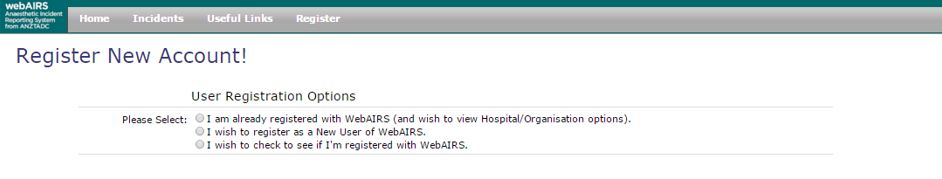 webAIRS
Anaesthetic Incident
Reporting System
from ANZTADC
Home Incidents Useful Links Register
Register New Account!
User Registration Options
Please Select: I am already registered with WebAIRS (and wish to view Hospital/Organisation options).
I wish to register as a New User of WebAIRS.
I wish to check to see if I'm registered with WebAIRS.